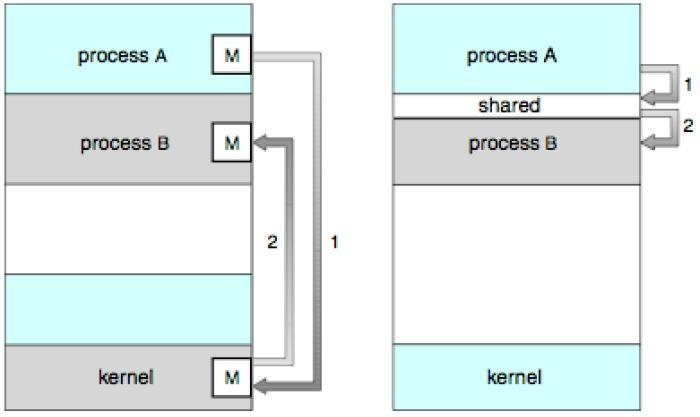 process A
M
process B
M
2
1
kernel
M
process A
1
shared
2
process B
kernel